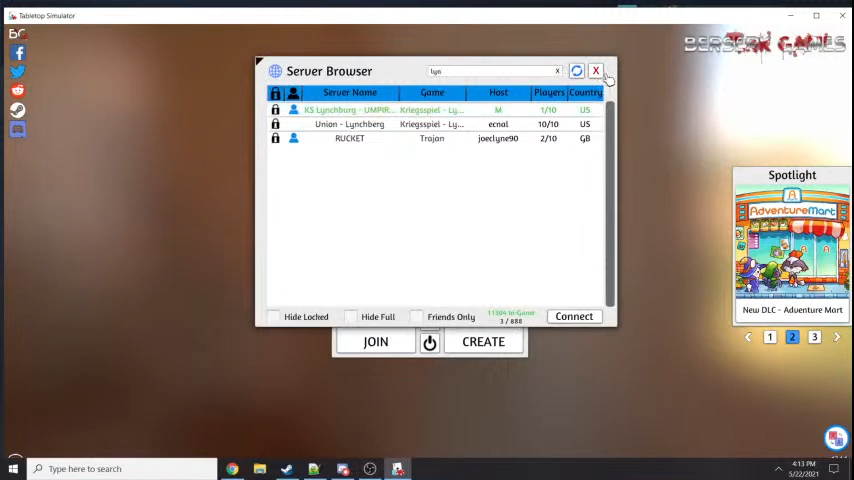 Tabletop Simulator
BERSERK GAMES
Server Browser
lyn
x
X
Server Name Game Host Players Country
KS Lynchburg - UMPIR... Kriegsspiel - Ly... M 1/10 US
Union - Lynchberg Kriegsspiel - Ly... ecnal 10/10 US
RUCKET Trojan joeclyne90 2/10 GB
Hide Locked Hide Full Friends Only 11304 In-Game
3 / 888
Connect
JOIN CREATE
Spotlight
AdventureMart
New DLC - Adventure Mart
1 2 3
Type here to search
4:13 PM
5/22/2021